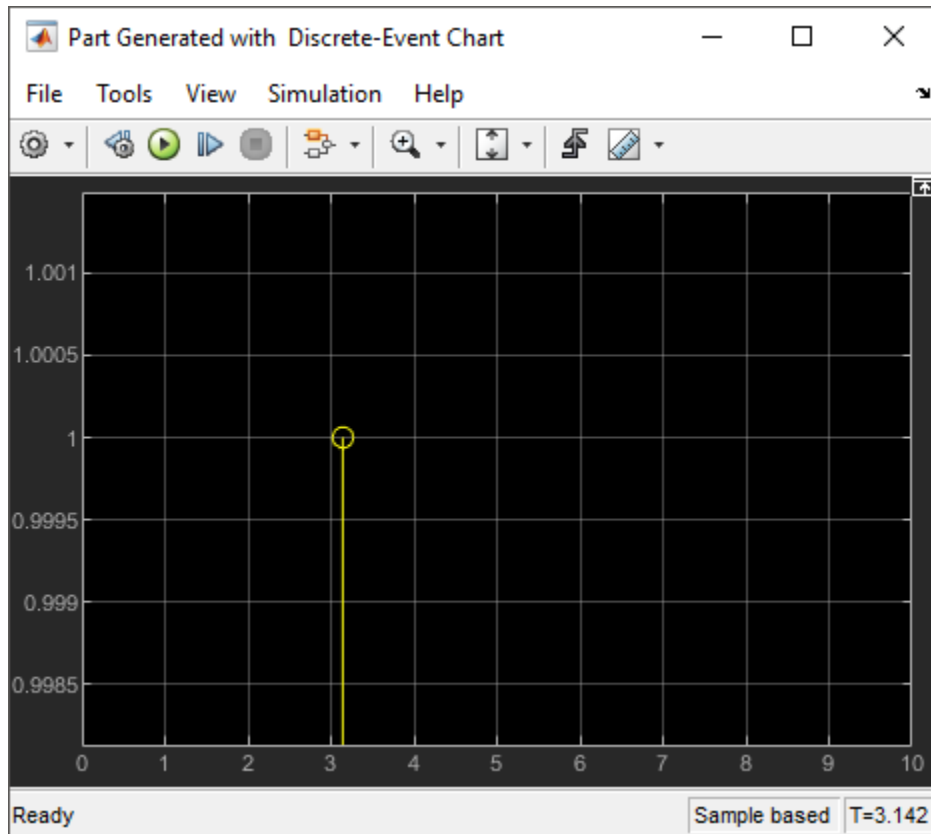 Part Generated with  Discrete-Event Chart
File Tools View Simulation Help
1.001
1.0005
1
0.9995
0.999
0.9985
0 1 2 3 4 5 6 7 8 9 10
Ready Sample based T=3.142